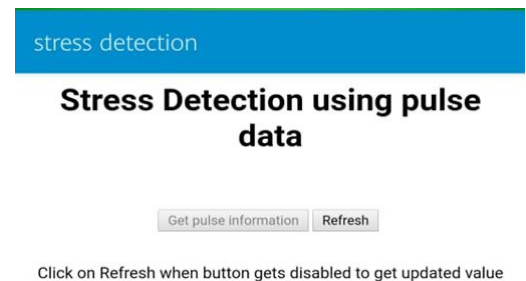 stress detection
Stress Detection using pulse
data
Get pulse information Refresh
Click on Refresh when button gets disabled to get updated value